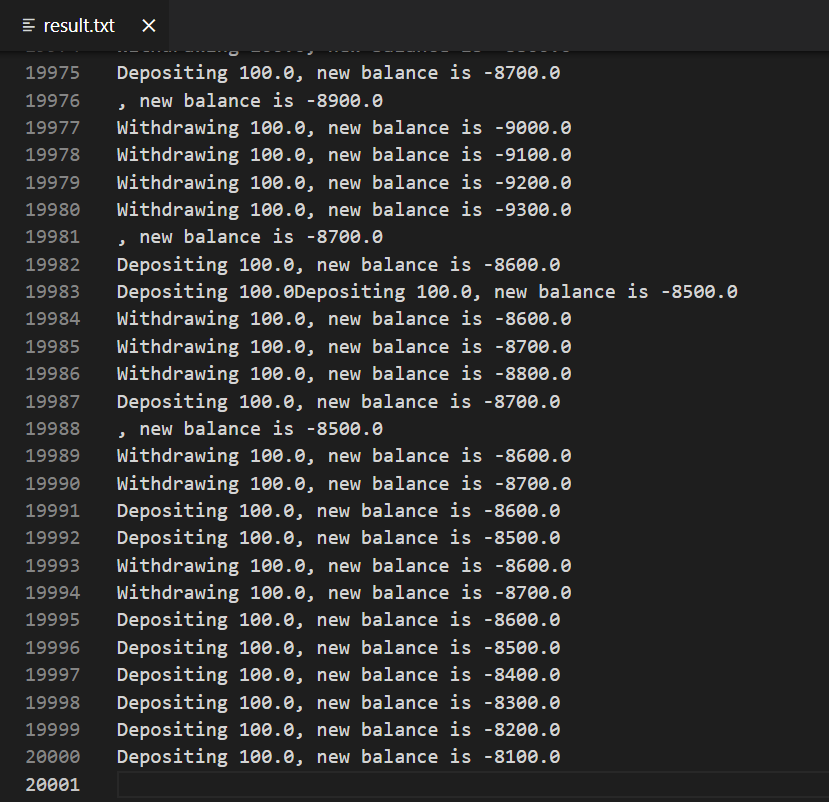 result.txt
19975 Depositing 100.0, new balance is -8700.0
19976 , new balance is -8900.0
19977 Withdrawing 100.0, new balance is -9000.0
19978 Withdrawing 100.0, new balance is -9100.0
19979 Withdrawing 100.0, new balance is -9200.0
19980 Withdrawing 100.0, new balance is -9300.0
19981 , new balance is -8700.0
19982 Depositing 100.0, new balance is -8600.0
19983 Depositing 100.0Depositing 100.0, new balance is -8500.0
19984 Withdrawing 100.0, new balance is -8600.0
19985 Withdrawing 100.0, new balance is -8700.0
19986 Withdrawing 100.0, new balance is -8800.0
19987 Depositing 100.0, new balance is -8700.0
19988 , new balance is -8500.0
19989 Withdrawing 100.0, new balance is -8600.0
19990 Withdrawing 100.0, new balance is -8700.0
19991 Depositing 100.0, new balance is -8600.0
19992 Depositing 100.0, new balance is -8500.0
19993 Withdrawing 100.0, new balance is -8600.0
19994 Withdrawing 100.0, new balance is -8700.0
19995 Depositing 100.0, new balance is -8600.0
19996 Depositing 100.0, new balance is -8500.0
19997 Depositing 100.0, new balance is -8400.0
19998 Depositing 100.0, new balance is -8300.0
19999 Depositing 100.0, new balance is -8200.0
20000 Depositing 100.0, new balance is -8100.0
20001